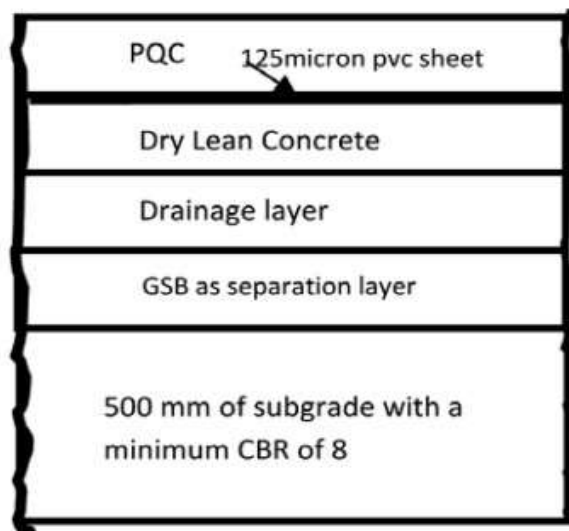 PQC
125micron pvc sheet
Dry Lean Concrete
Drainage layer
GSB as separation layer
500 mm of subgrade with a
minimum CBR of 8